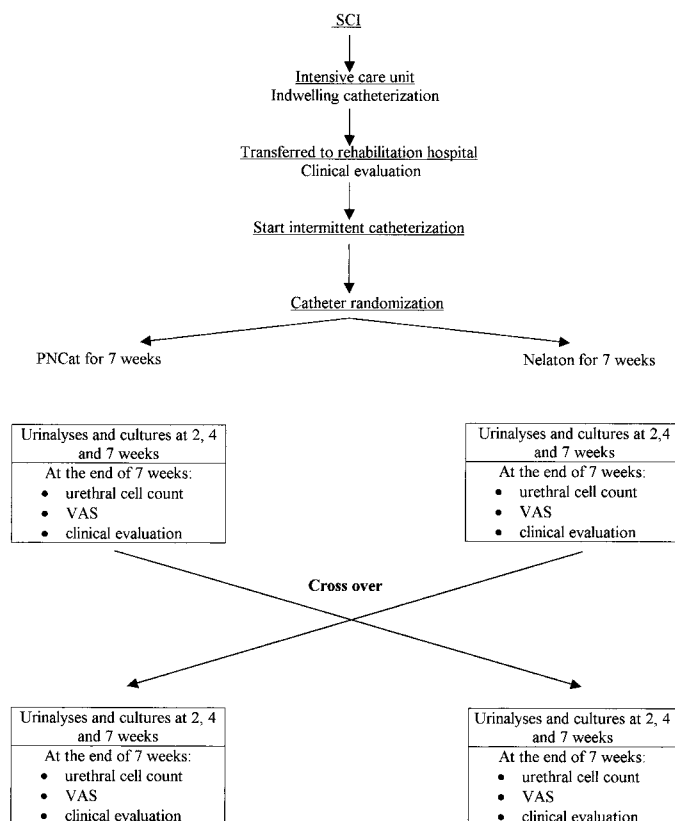 SCI
Intensive care unit
Indwelling catheterization
Transferred to rehabilitation hospital
Clinical evaluation
Start intermittent catheterization
Catheter randomization
PNCat for 7 weeks
Nelaton for 7 weeks
Urinalyses and cultures at 2, 4
and 7 weeks
At the end of 7 weeks:
• urethral cell count
• VAS
• clinical evaluation
Urinalyses and cultures at 2,4
and 7 weeks
At the end of 7 weeks:
• urethral cell count
• VAS
• clinical evaluation
Cross over
Urinalyses and cultures at 2, 4
and 7 weeks
At the end of 7 weeks:
• urethral cell count
• VAS
• clinical evaluation
Urinalyses and cultures at 2, 4
and 7 weeks
At the end of 7 weeks:
• urethral cell count
• VAS
• clinical evaluation